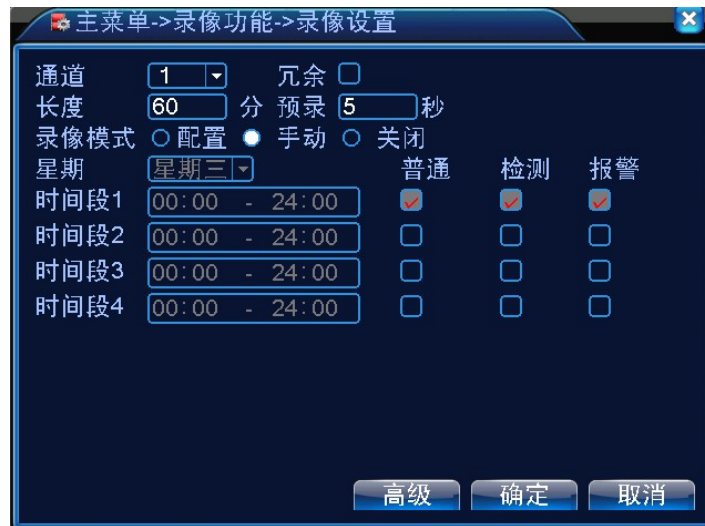 主菜单->录像功能->录像设置
通道 1 冗余
长度 60 分 预录 5 秒
录像模式 配置 手动 关闭
星期 星期三 普通 检测 报警
时间段1 00:00 - 24:00
时间段2 00:00 - 24:00
时间段3 00:00 - 24:00
时间段4 00:00 - 24:00
高级 确定 取消